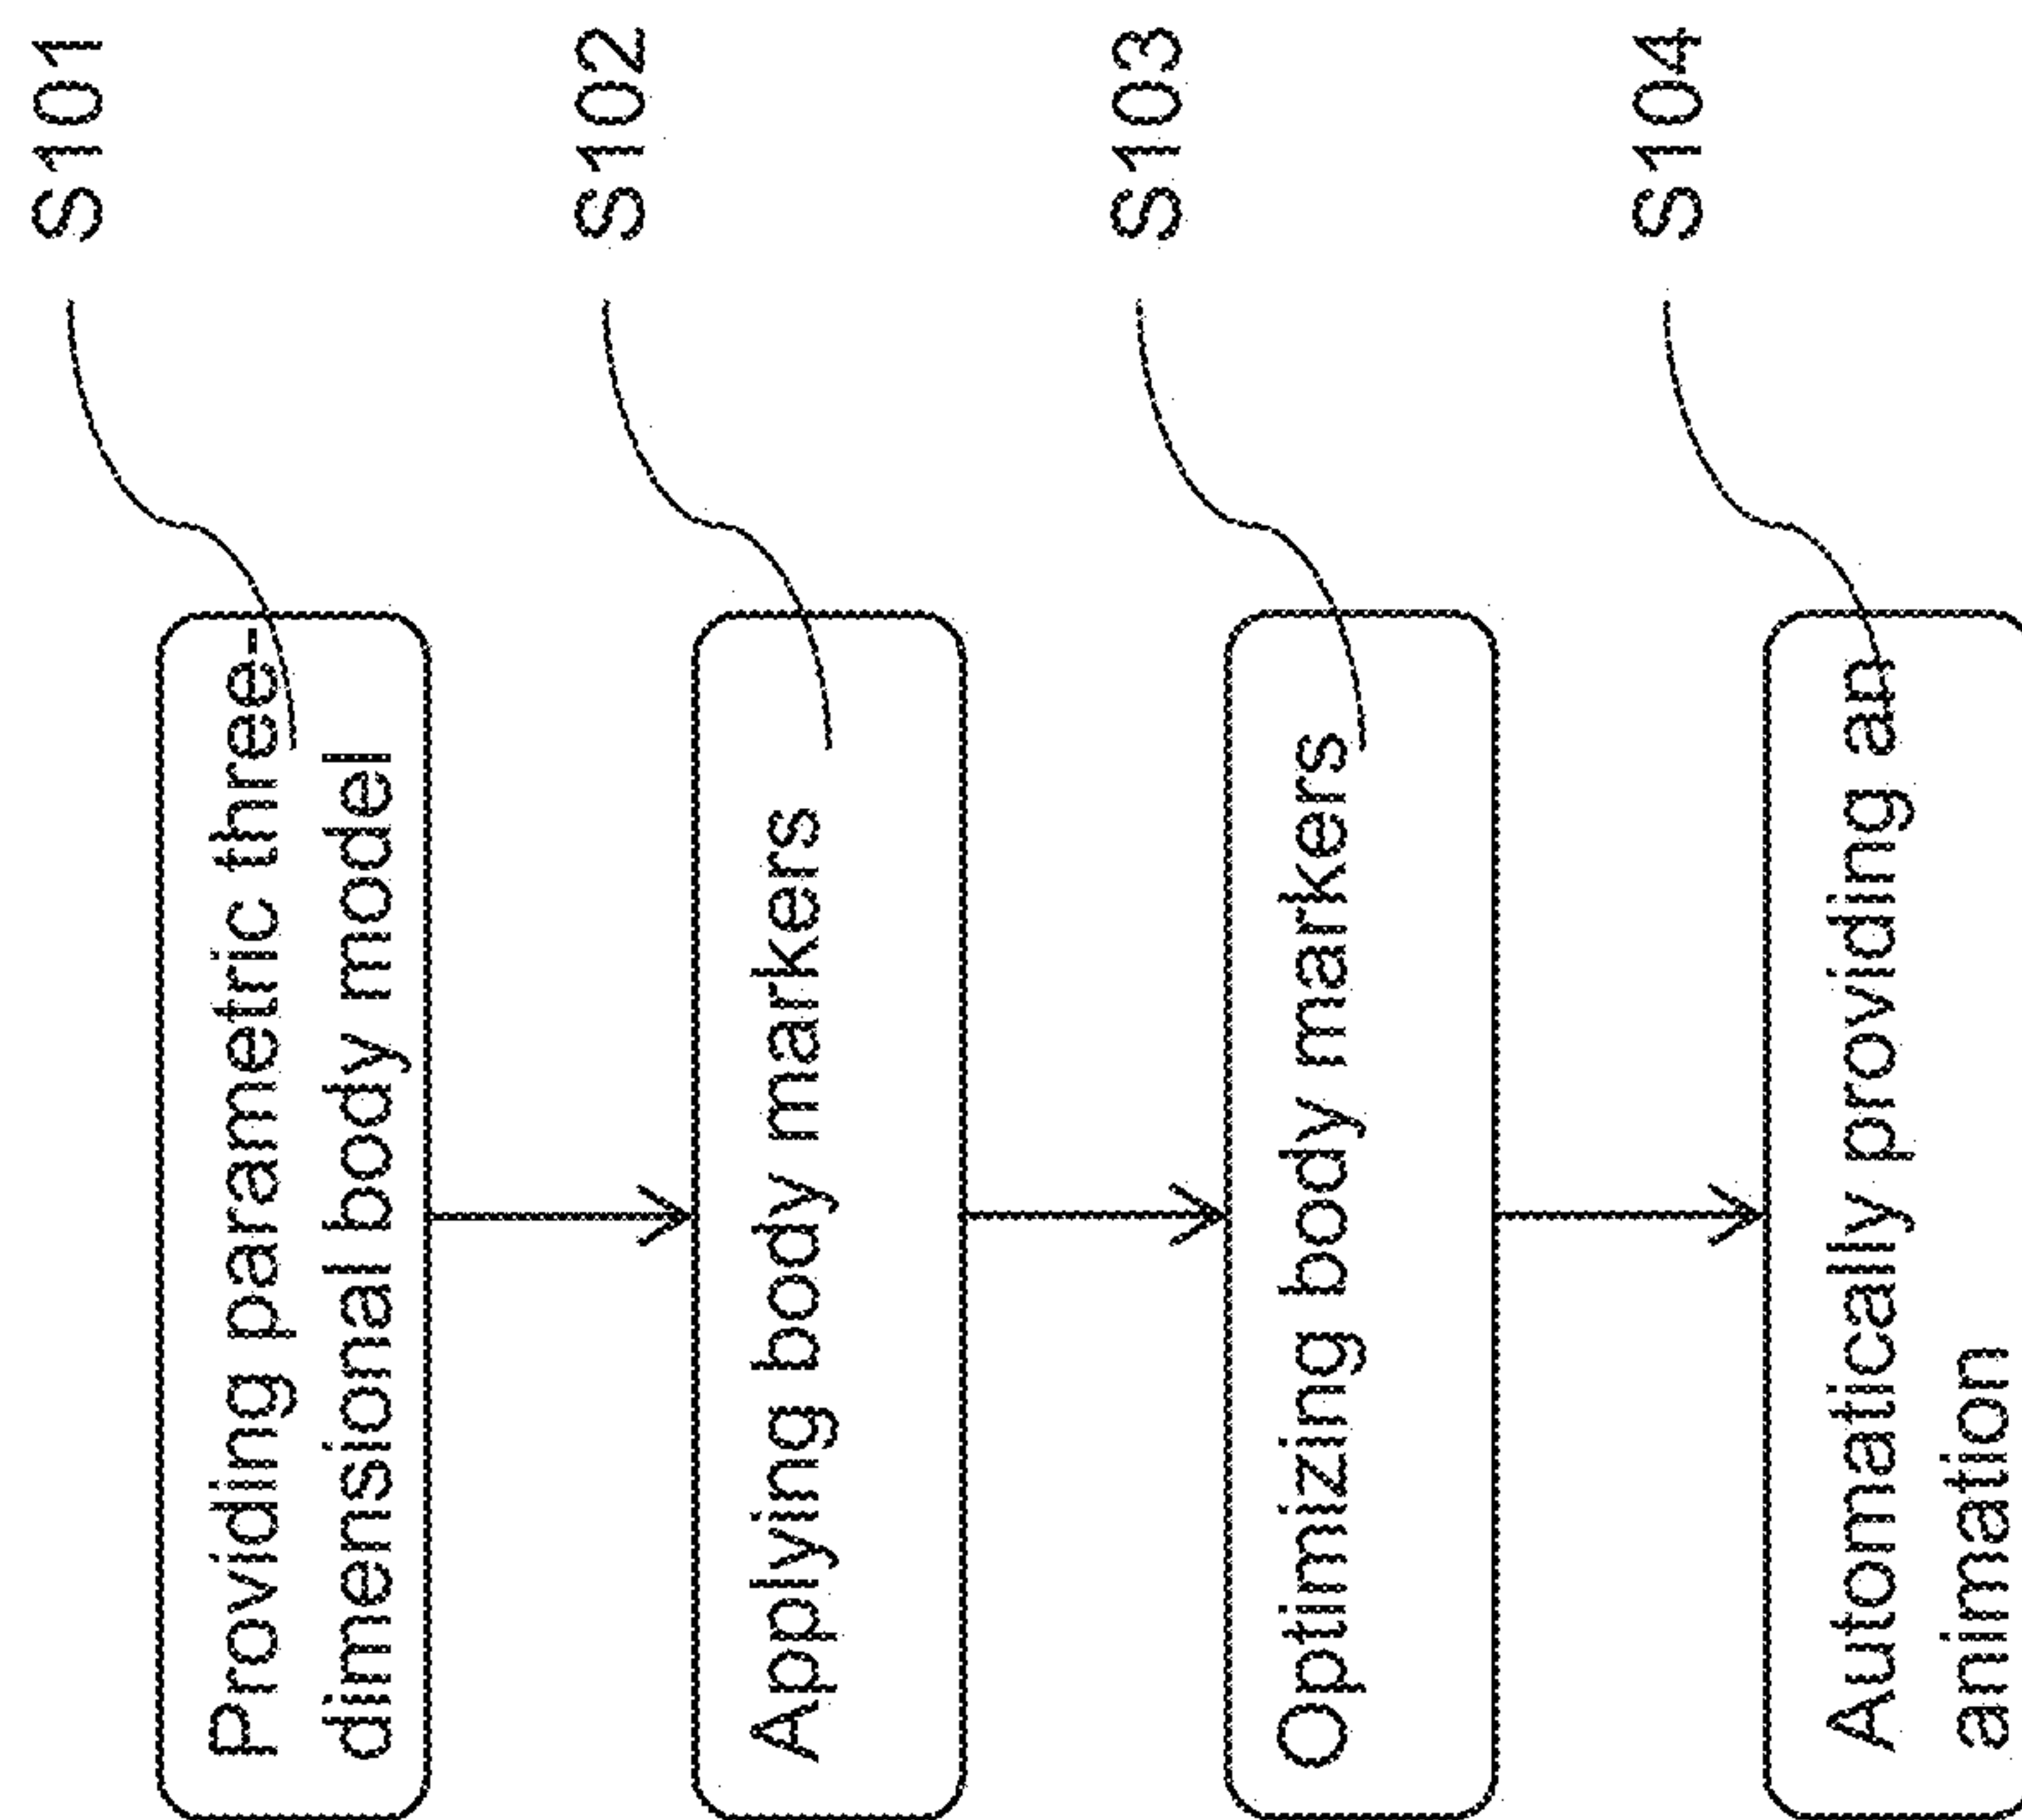 Providing parametric three-
dimensional body model
S101
Applying body markers
S102
Optimizing body markers
S103
Automatically providing an
animation
S104